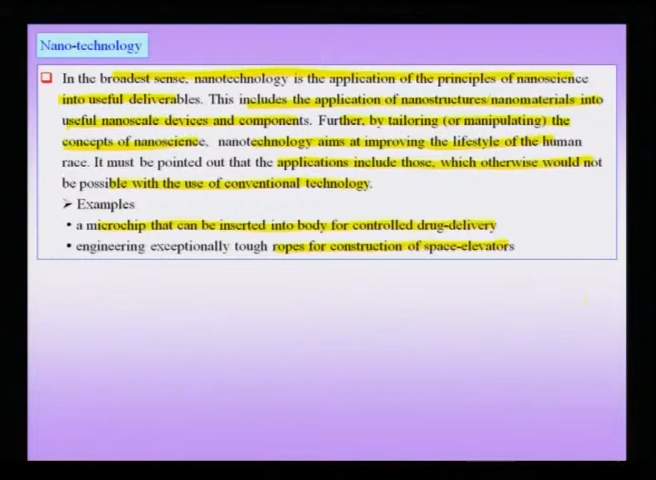 Nano-technology
In the broadest sense, nanotechnology is the application of the principles of nanoscience
into useful deliverables. This includes the application of nanostructures/nanomaterials into
useful nanoscale devices and components. Further, by tailoring (or manipulating) the
concepts of nanoscience, nanotechnology aims at improving the lifestyle of the human
race. It must be pointed out that the applications include those, which otherwise would not
be possible with the use of conventional technology.
➤ Examples
• a microchip that can be inserted into body for controlled drug-delivery
• engineering exceptionally tough ropes for construction of space-elevators